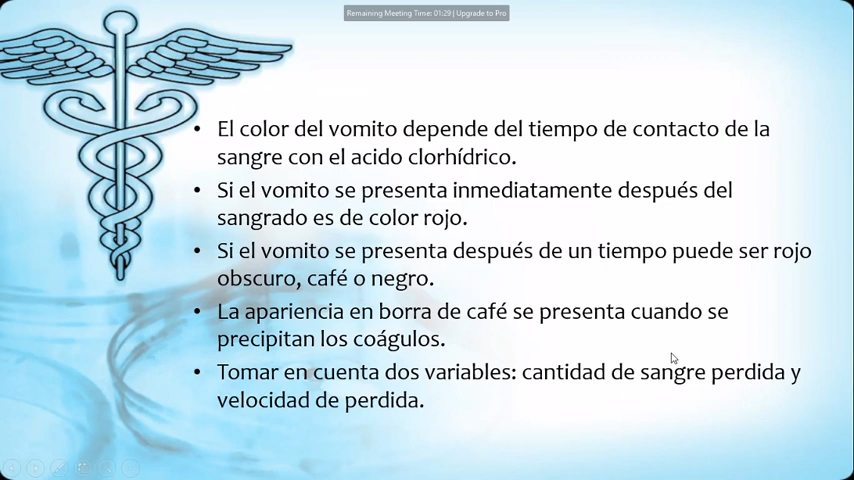 Remaining Meeting Time: 01:29 | Upgrade to Pro
• El color del vomito depende del tiempo de contacto de la
sangre con el acido clorhídrico.
• Si el vomito se presenta inmediatamente después del
sangrado es de color rojo.
• Si el vomito se presenta después de un tiempo puede ser rojo
obscuro, café o negro.
• La apariencia en borra de café se presenta cuando se
precipitan los coágulos.
• Tomar en cuenta dos variables: cantidad de sangre perdida y
velocidad de perdida.